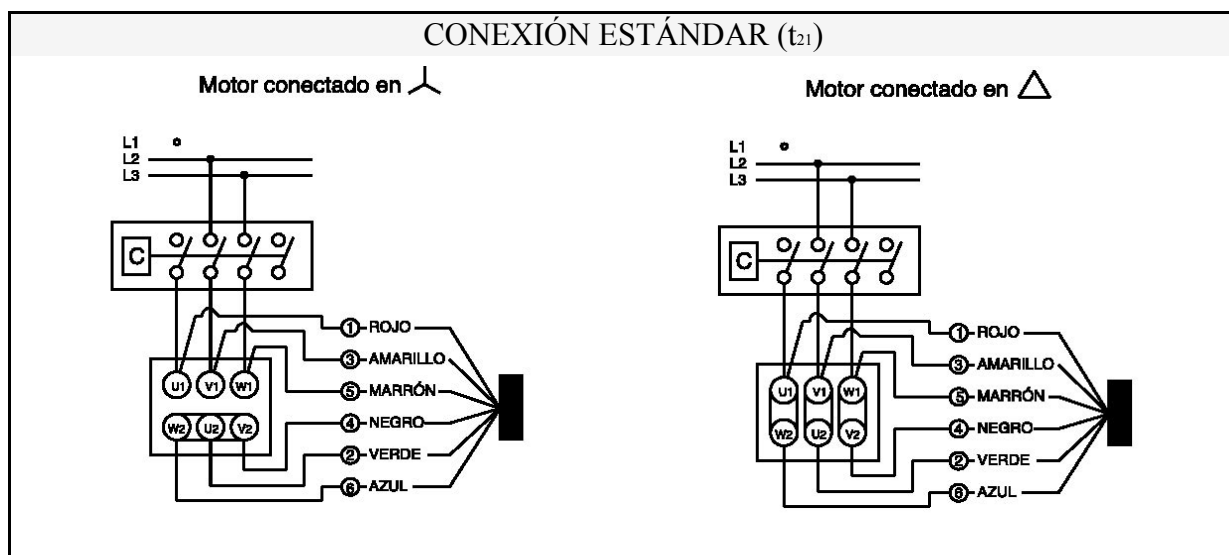 CONEXIÓN ESTÁNDAR (t21)
Motor conectado en
L1
L2
L3
C
U1 V1 W1
W2 U2 V2
1 ROJO
3 AMARILLO
5 MARRÓN
4 NEGRO
2 VERDE
6 AZUL
Motor conectado en
L1
L2
L3
C
U1 V1 W1
W2 U2 V2
1 ROJO
3 AMARILLO
5 MARRÓN
4 NEGRO
2 VERDE
6 AZUL